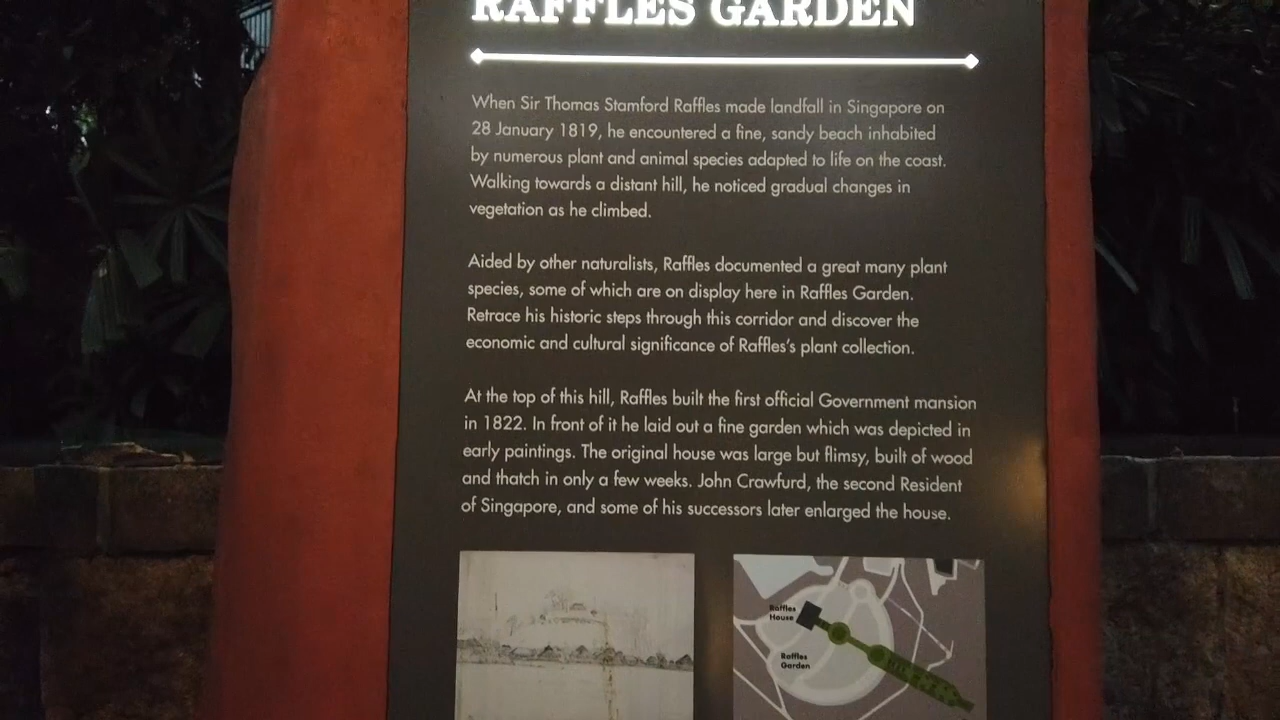 RAFFLES GARDEN
When Sir Thomas Stamford Raffles made landfall in Singapore on
28 January 1819, he encountered a fine, sandy beach inhabited
by numerous plant and animal species adapted to life on the coast.
Walking towards a distant hill, he noticed gradual changes in
vegetation as he climbed.
Aided by other naturalists, Raffles documented a great many plant
species, some of which are on display here in Raffles Garden.
Retrace his historic steps through this corridor and discover the
economic and cultural significance of Raffles's plant collection.
At the top of this hill, Raffles built the first official Government mansion
in 1822. In front of it he laid out a fine garden which was depicted in
early paintings. The original house was large but flimsy, built of wood
and thatch in only a few weeks. John Crawfurd, the second Resident
of Singapore, and some of his successors later enlarged the house.
Raffles
House
Raffles
Garden